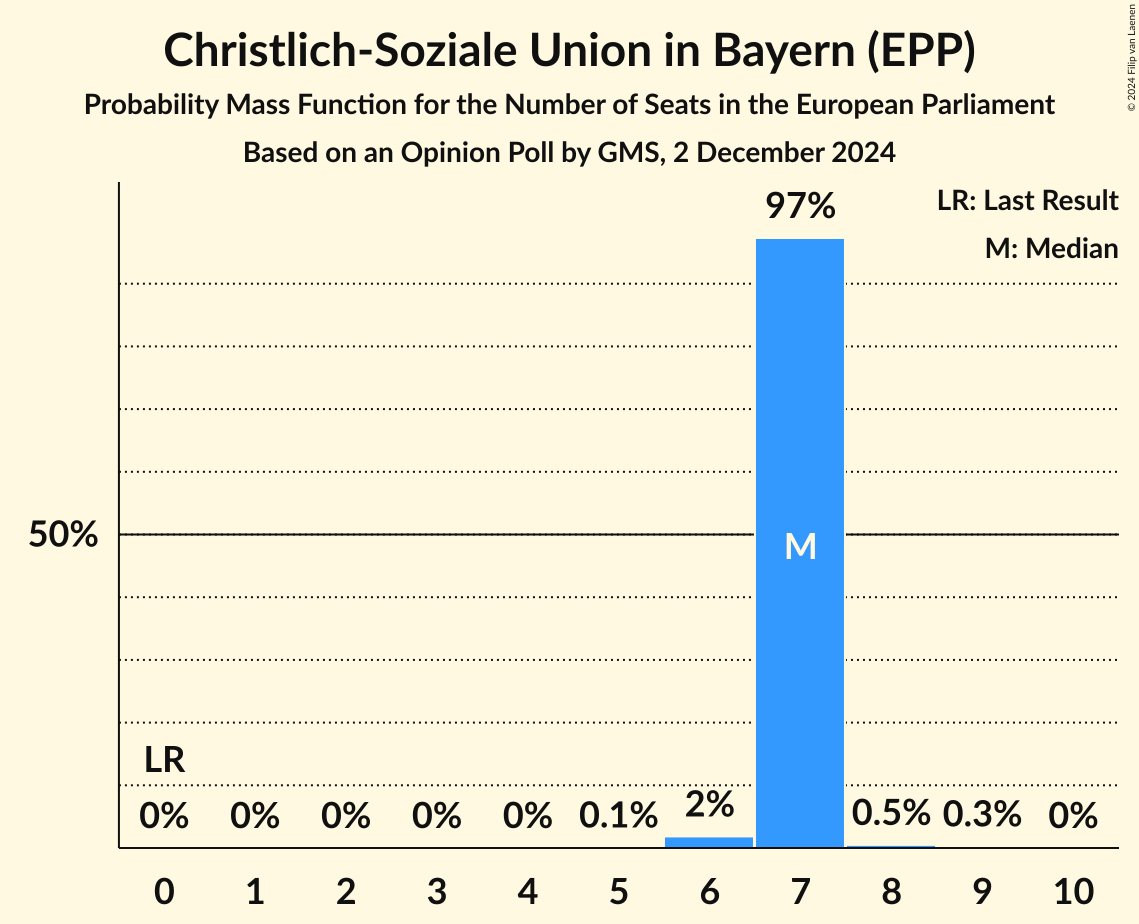 Christlich-Soziale Union in Bayern (EPP)
Probability Mass Function for the Number of Seats in the European Parliament
Based on an Opinion Poll by GMS, 2 December 2024
© 2024 Filip van Laenen
LR: Last Result
M: Median
97%
50%
M
LR
0% 0% 0% 0% 0% 0.1% 2% 0.5% 0.3% 0%
0 1 2 3 4 5 6 7 8 9 10